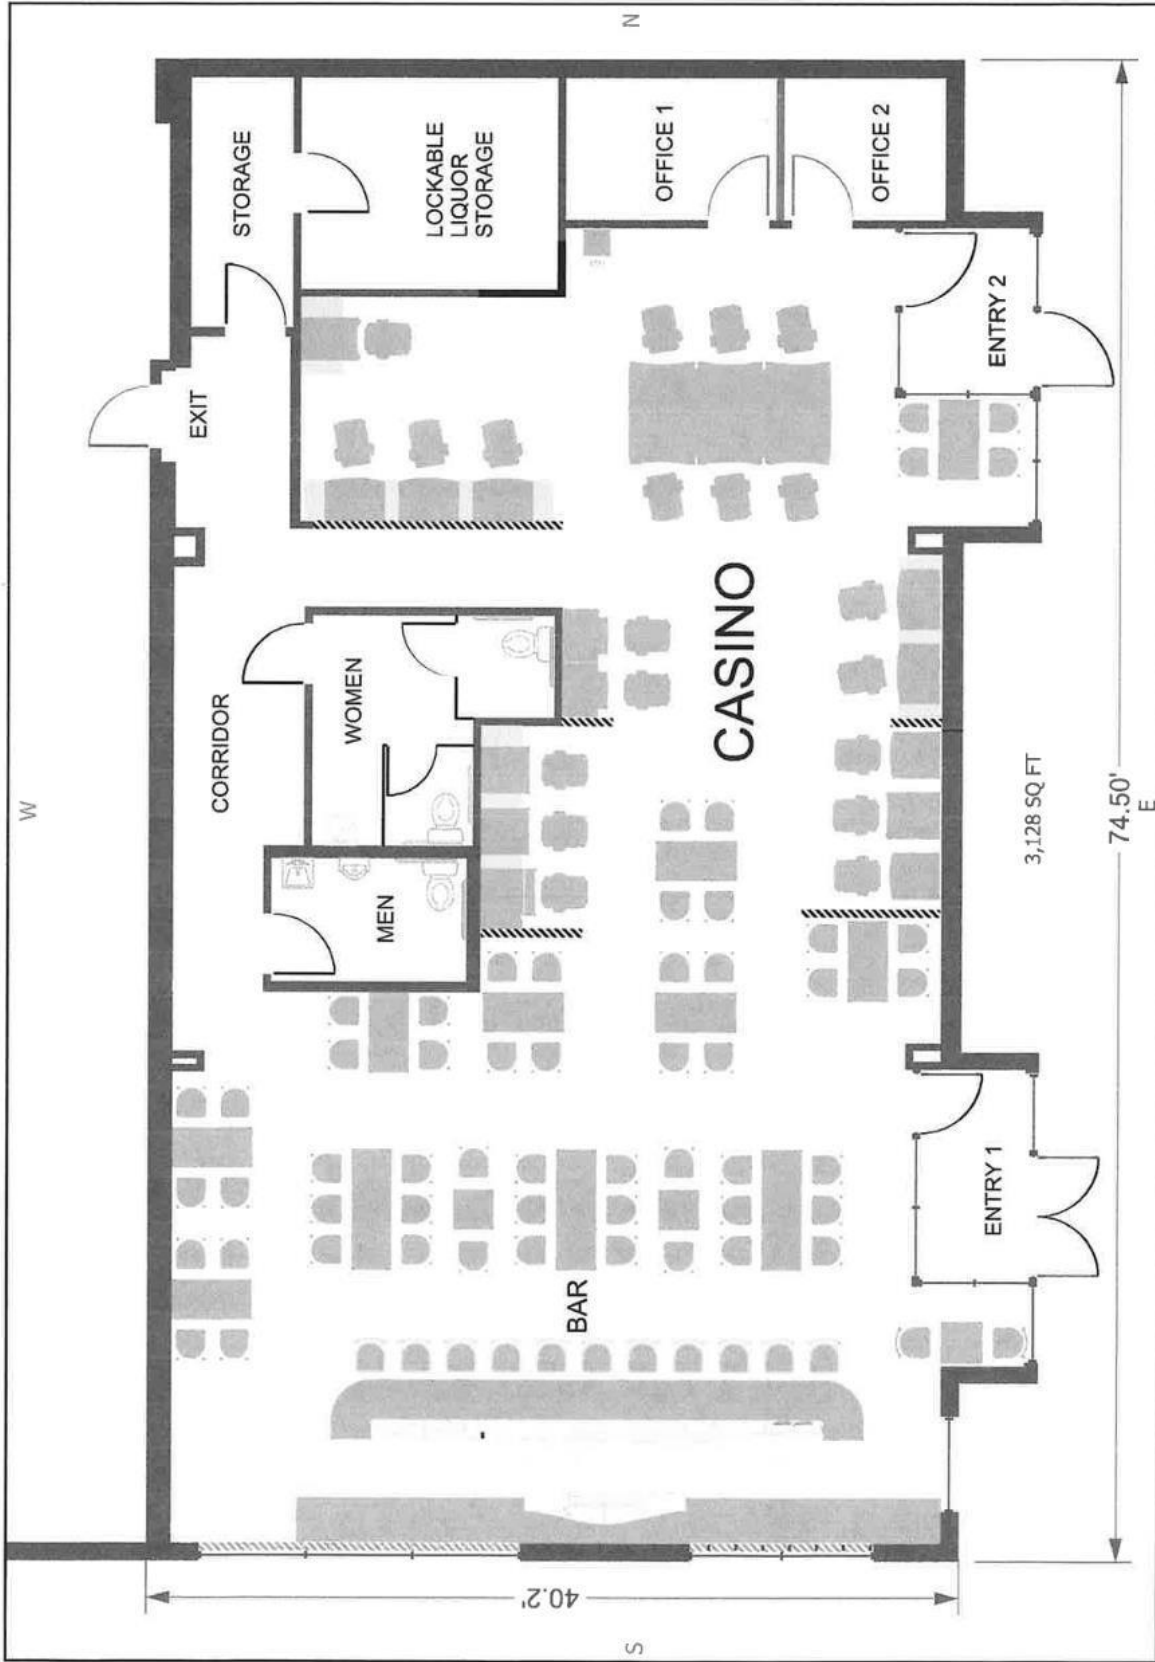 W
N
STORAGE
LOCKABLE
LIQUOR
STORAGE
OFFICE 1
OFFICE 2
EXIT
ENTRY 2
CORRIDOR
WOMEN
MEN
CASINO
BAR
ENTRY 1
3,128 SQ FT
74.50'
E
40.2'
S